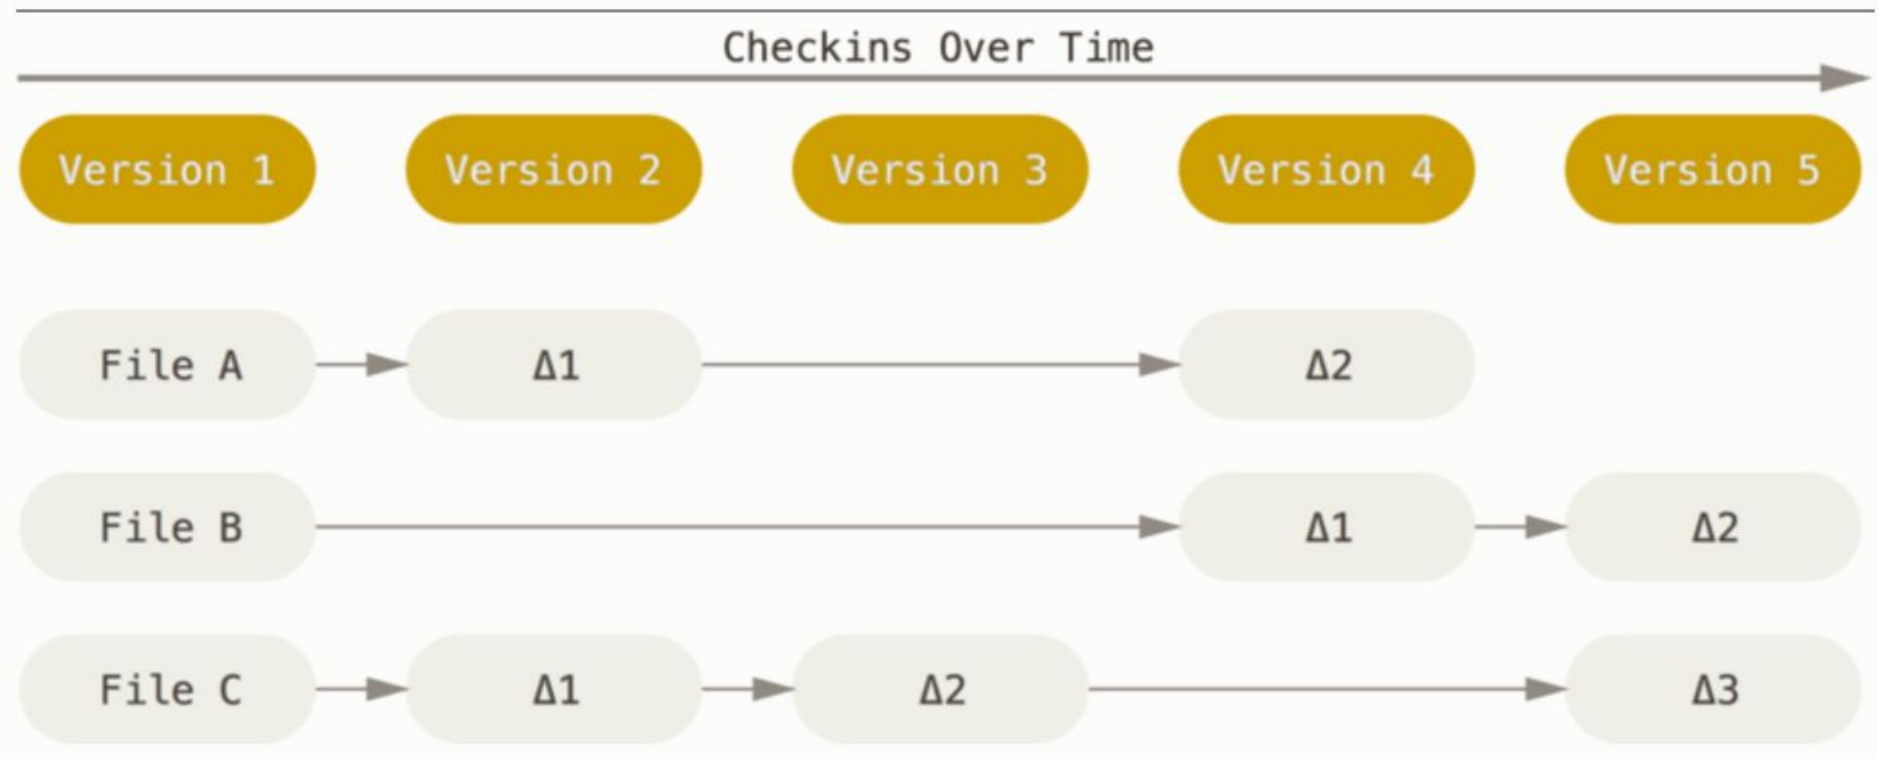 Checkins Over Time
Version 1 Version 2 Version 3 Version 4 Version 5
File A Δ1 Δ2
File B Δ1 Δ2
File C Δ1 Δ2 Δ3